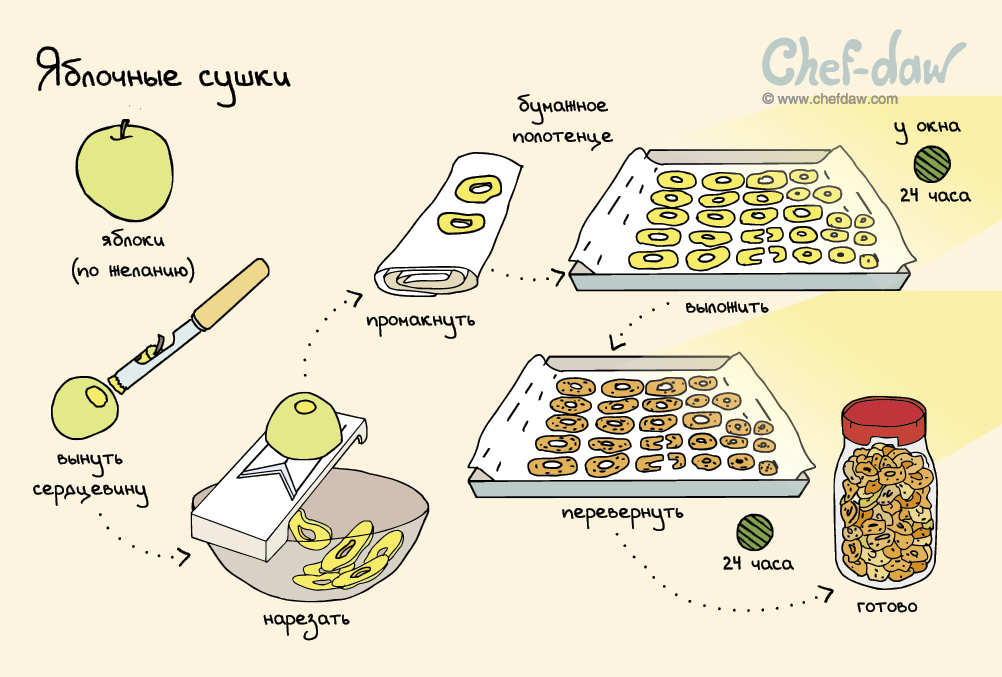 Яблочные сушки
Chef-daw
© www.chefdaw.com
яблоки
(по желанию)
вынуть
сердцевину
нарезать
бумажное
полотенце
промакнуть
у окна
24 часа
выложить
перевернуть
24 часа
готово